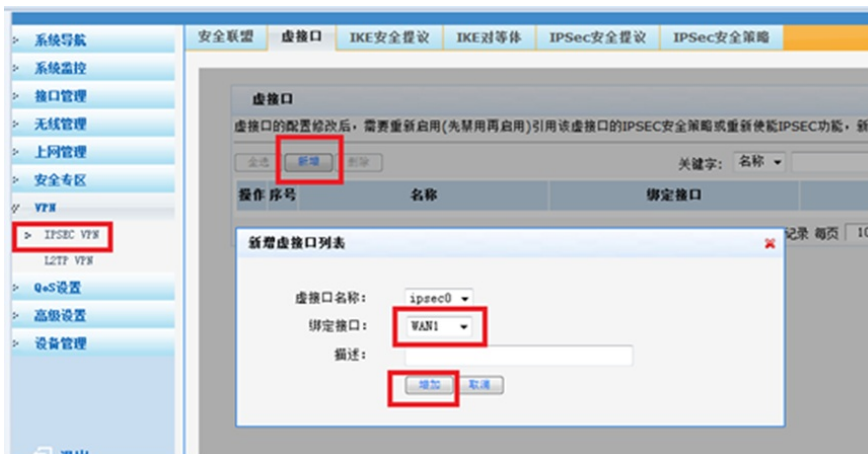 系统导航
系统监控
接口管理
无线管理
上网管理
安全专区
VPN
IPSEC VPN
L2TP VPN
QoS设置
高级设置
设备管理
退出
安全联盟 虚接口 IKE安全提议 IKE对等体 IPSec安全提议 IPSec安全策略
虚接口
虚接口的配置修改后，需要重新启用(先禁用再启用)引用该虚接口的IPSEC安全策略或重新使能IPSEC功能，新
全选 新增 删除 关键字： 名称
操作 序号 名称 绑定接口
记录 每页 10
新增虚接口列表
虚接口名称： ipsec0
绑定接口： WAN1
描述：
增加 取消